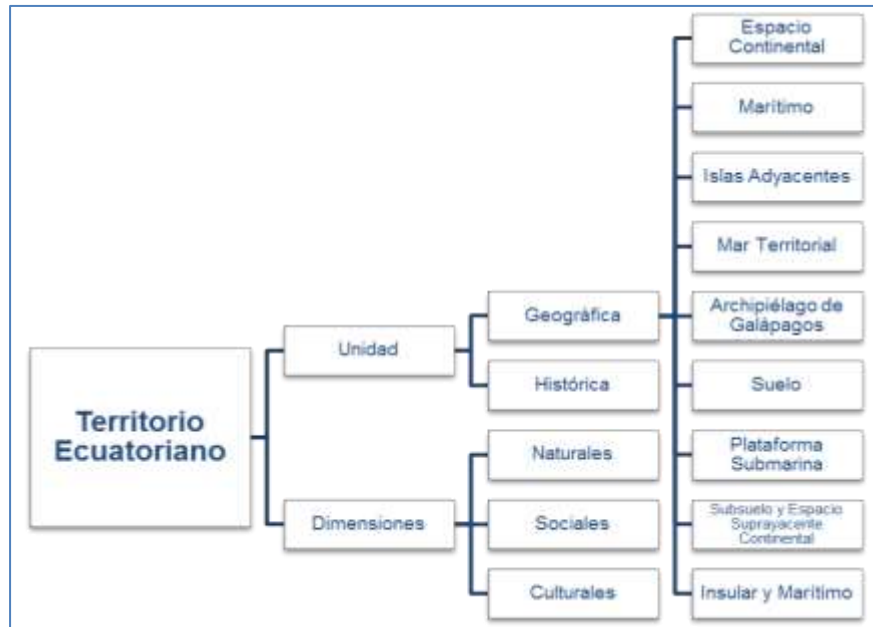 Territorio
Ecuatoriano
Unidad
Dimensiones
Geográfica
Histórica
Naturales
Sociales
Culturales
Espacio
Continental
Marítimo
Islas Adyacentes
Mar Territorial
Archipiélago de
Galápagos
Suelo
Plataforma
Submarina
Subsuelo y Espacio
Suprayacente
Continental
Insular y Marítimo